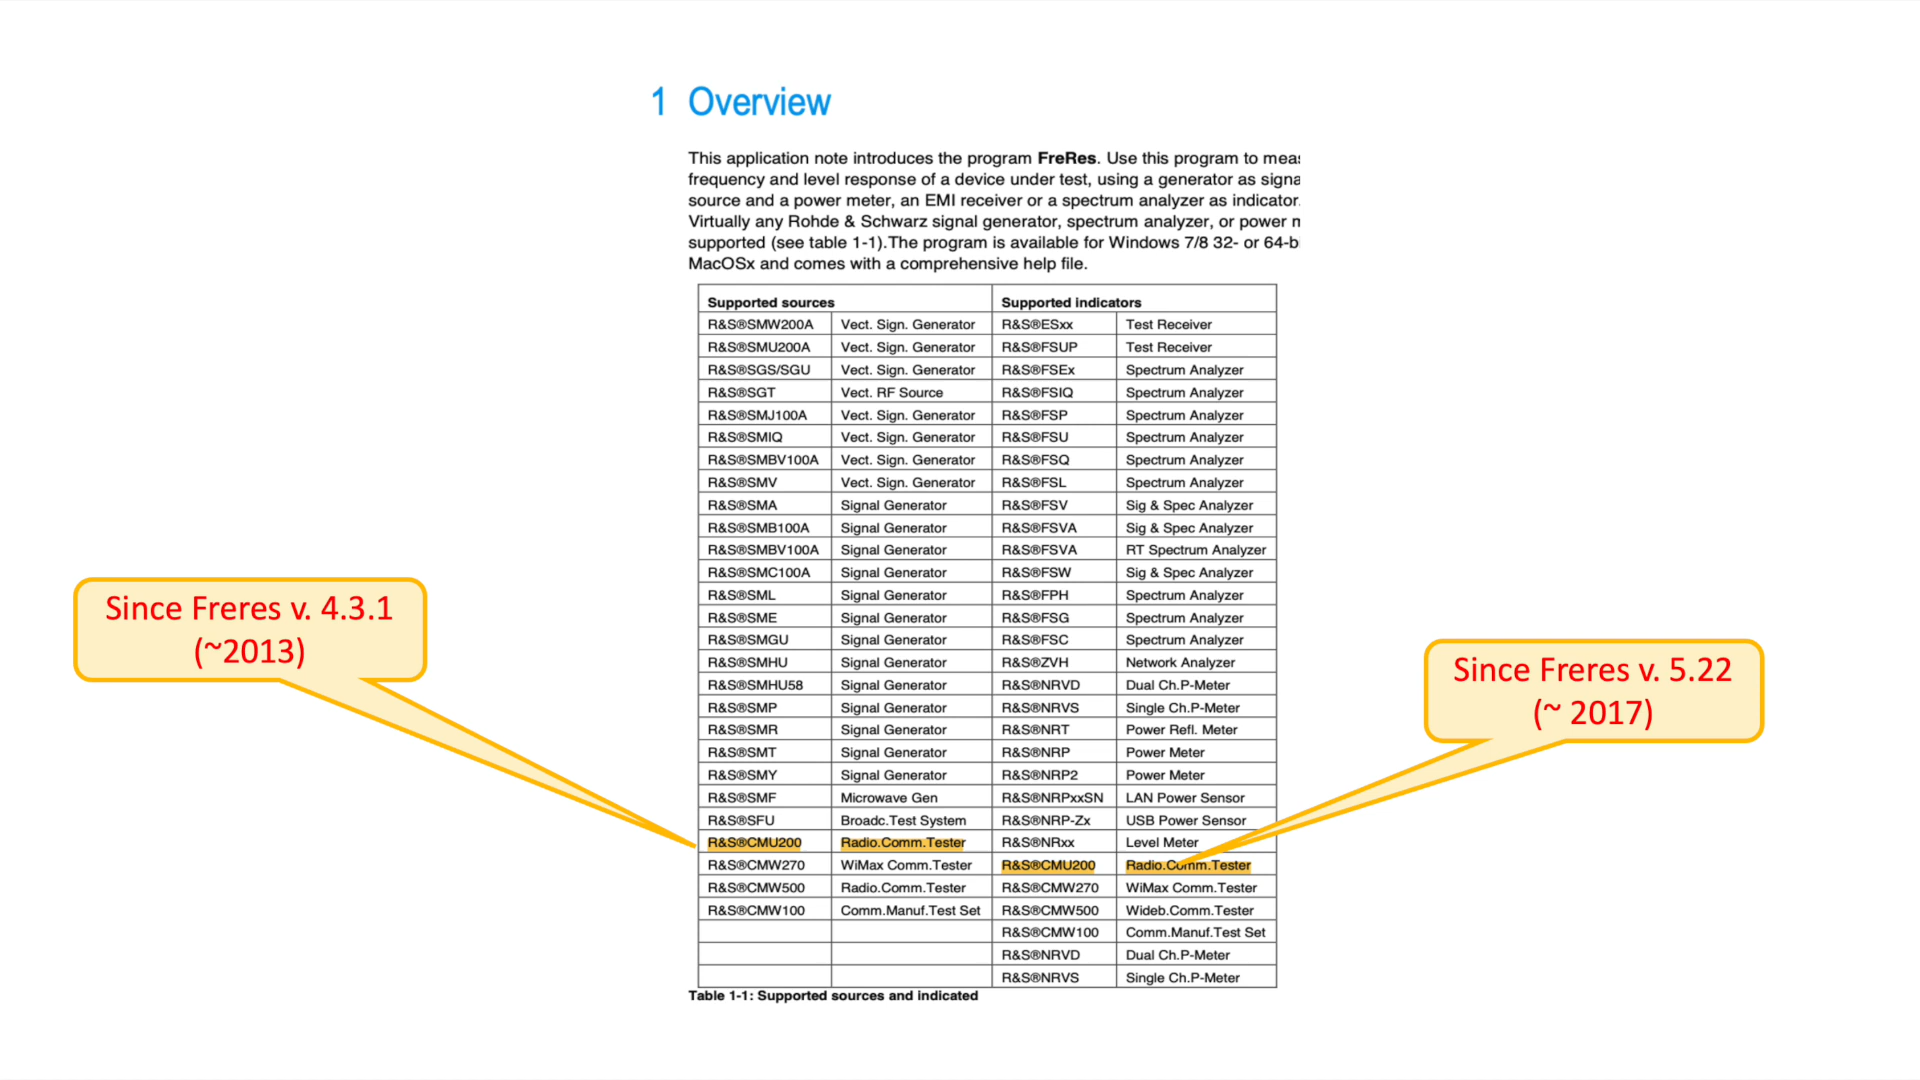 1 Overview
This application note introduces the program FreRes. Use this program to
frequency and level response of a device under test, using a generator as
source and a power meter, an EMI receiver or a spectrum analyzer as indicator.
Virtually any Rohde & Schwarz signal generator, spectrum analyzer, or power
supported (see table 1-1).The program is available for Windows 7/8 32- or
MacOSx and comes with a comprehensive help file.
Supported sources Supported indicators
R&S®SMW200A Vect. Sign. Generator R&S®ESxx Test Receiver
R&S®SMU200A Vect. Sign. Generator R&S®FSUP Test Receiver
R&S®SGS/SGU Vect. Sign. Generator R&S®FSEx Spectrum Analyzer
R&S®SGT Vect. RF Source R&S®FSIQ Spectrum Analyzer
R&S®SMJ100A Vect. Sign. Generator R&S®FSP Spectrum Analyzer
R&S®SMIQ Vect. Sign. Generator R&S®FSU Spectrum Analyzer
R&S®SMBV100A Vect. Sign. Generator R&S®FSQ Spectrum Analyzer
R&S®SMV Vect. Sign. Generator R&S®FSL Spectrum Analyzer
R&S®SMA Signal Generator R&S®FSV Sig & Spec Analyzer
R&S®SMB100A Signal Generator R&S®FSVA Sig & Spec Analyzer
R&S®SMBV100A Signal Generator R&S®FSVA RT Spectrum Analyzer
R&S®SMC100A Signal Generator R&S®FSW Sig & Spec Analyzer
R&S®SML Signal Generator R&S®FPH Spectrum Analyzer
R&S®SME Signal Generator R&S®FSG Spectrum Analyzer
R&S®SMGU Signal Generator R&S®FSC Spectrum Analyzer
R&S®SMHU Signal Generator R&S®ZVH Network Analyzer
R&S®SMHU58 Signal Generator R&S®NRVD Dual Ch.P-Meter
R&S®SMP Signal Generator R&S®NRVS Single Ch.P-Meter
R&S®SMR Signal Generator R&S®NRT Power Refl. Meter
R&S®SMT Signal Generator R&S®NRP Power Meter
R&S®SMY Signal Generator R&S®NRP2 Power Meter
R&S®SMF Microwave Gen R&S®NRPxxSN LAN Power Sensor
R&S®SFU Broadc.Test System R&S®NRP-Zx USB Power Sensor
R&S®CMU200 Radio.Comm.Tester R&S®NRxx Level Meter
R&S®CMW270 WiMax Comm.Tester R&S®CMU200 Radio.Comm.Tester
R&S®CMW500 Radio.Comm.Tester R&S®CMW270 WiMax Comm.Tester
R&S®CMW100 Comm.Manuf.Test Set R&S®CMW500 Wideb.Comm.Tester
R&S®CMW100 Comm.Manuf.Test Set
R&S®NRVD Dual Ch.P-Meter
R&S®NRVS Single Ch.P-Meter
Table 1-1: Supported sources and indicated
Since Freres v. 4.3.1
(~2013)
Since Freres v. 5.22
(~ 2017)